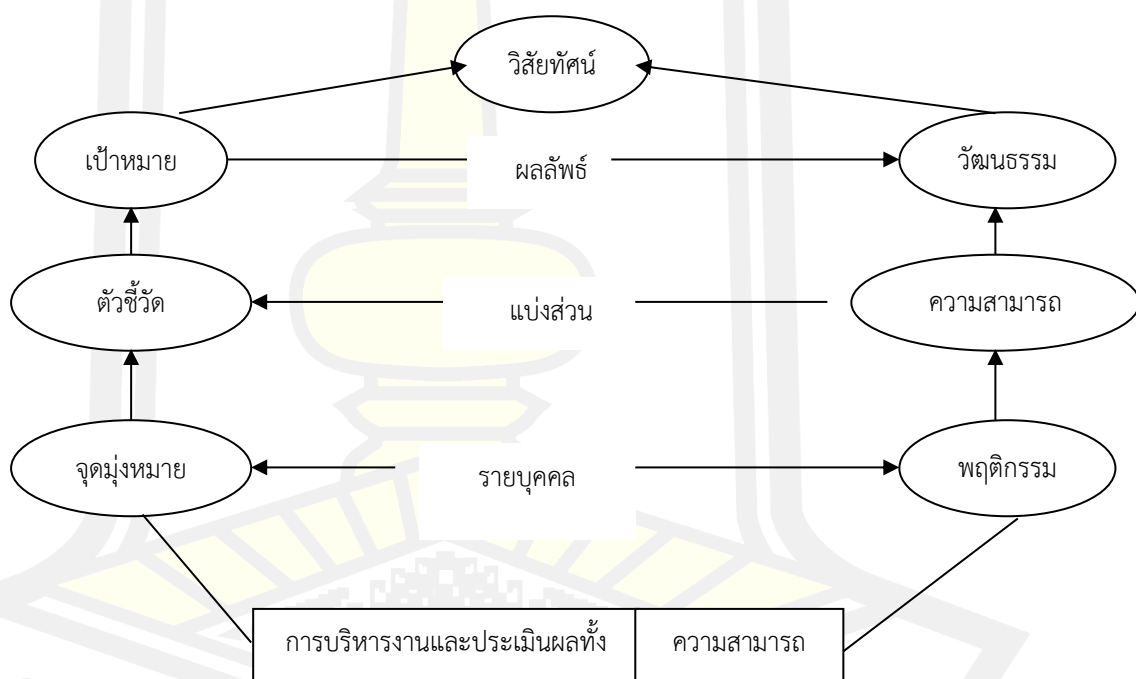 วิสัยทัศน์
เป้าหมาย
ผลลัพธ์
วัฒนธรรม
ตัวชี้วัด
แบ่งส่วน
ความสามารถ
จุดมุ่งหมาย
รายบุคคล
พฤติกรรม
การบริหารงานและประเมินผลทั้ง
ความสามารถ